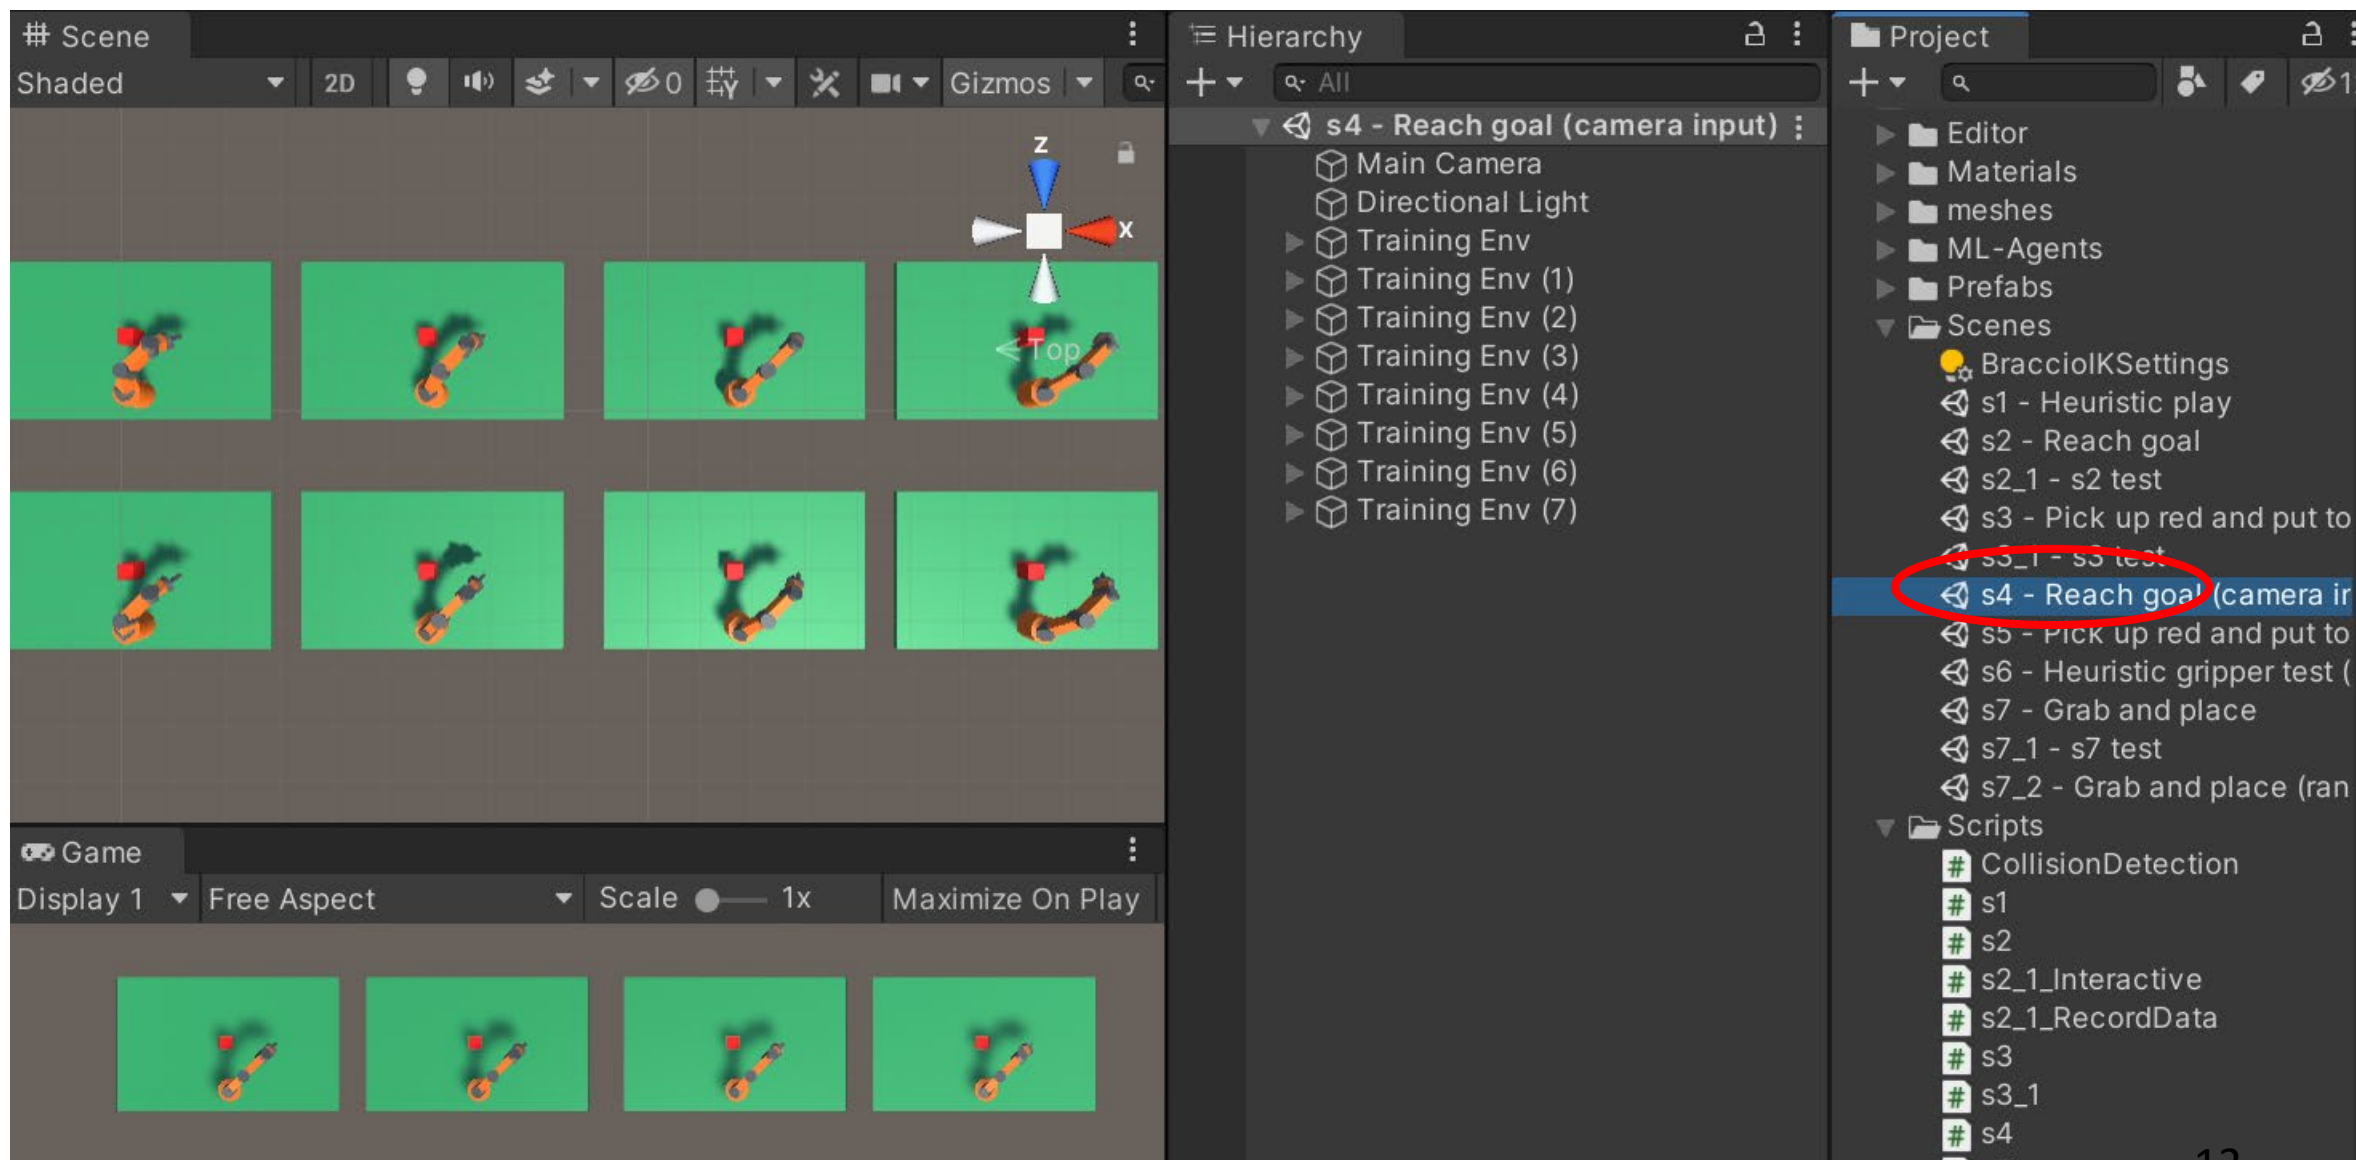 Scene
Shaded
2D
0
Gizmos
z
x
Top
Game
Display 1
Free Aspect
Scale
1x
Maximize On Play
Hierarchy
All
s4 - Reach goal (camera input)
Main Camera
Directional Light
Training Env
Training Env (1)
Training Env (2)
Training Env (3)
Training Env (4)
Training Env (5)
Training Env (6)
Training Env (7)
Project
Editor
Materials
meshes
ML-Agents
Prefabs
Scenes
BraccioIKSettings
s1 - Heuristic play
s2 - Reach goal
s2_1 - s2 test
s3 - Pick up red and put to
s3_1 - s3 test
s4 - Reach goal (camera in
s5 - Pick up red and put to
s6 - Heuristic gripper test (
s7 - Grab and place
s7_1 - s7 test
s7_2 - Grab and place (ran
Scripts
CollisionDetection
s1
s2
s2_1_Interactive
s2_1_RecordData
s3
s3_1
s4